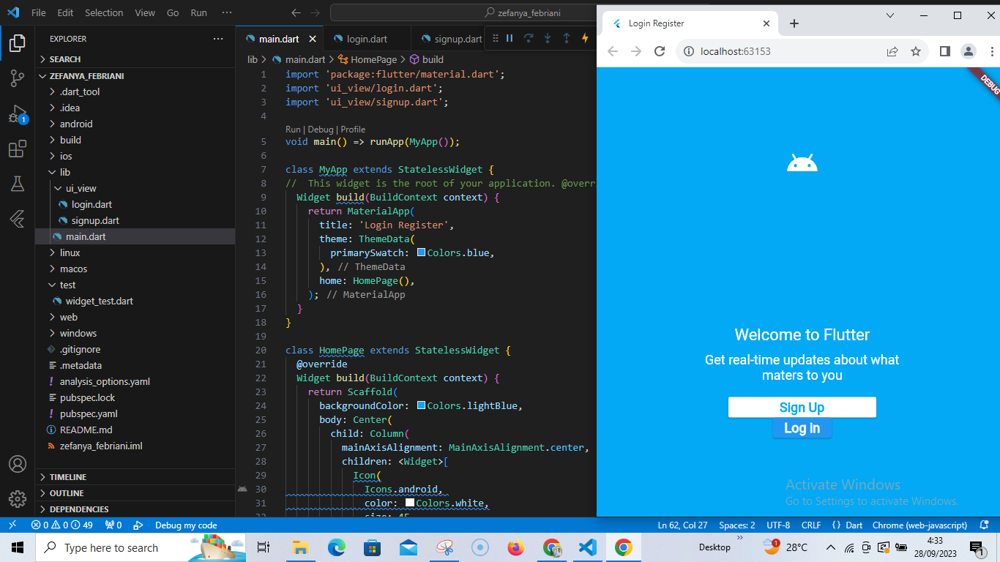 File Edit Selection View Go Run ···
zefanya_febriani
EXPLORER
SEARCH
ZEFANYA_FEBRIANI
.dart_tool
.idea
android
build
ios
lib
ui_view
login.dart
signup.dart
main.dart
linux
macos
test
widget_test.dart
web
windows
.gitignore
.metadata
analysis_options.yaml
pubspec.lock
pubspec.yaml
README.md
zefanya_febriani.iml
TIMELINE
OUTLINE
DEPENDENCIES
main.dart login.dart signup.dart
lib > main.dart > HomePage > build
1 import 'package:flutter/material.dart';
2 import 'ui_view/login.dart';
3 import 'ui_view/signup.dart';
4
Run | Debug | Profile
5 void main() => runApp(MyApp());
6
7 class MyApp extends StatelessWidget {
8 //  This widget is the root of your application. @overr
9   Widget build(BuildContext context) {
10     return MaterialApp(
11       title: 'Login Register',
12       theme: ThemeData(
13         primarySwatch: Colors.blue,
14       ), // ThemeData
15       home: HomePage(),
16     ); // MaterialApp
17   }
18 }
19
20 class HomePage extends StatelessWidget {
21   @override
22   Widget build(BuildContext context) {
23     return Scaffold(
24       backgroundColor: Colors.lightBlue,
25       body: Center(
26         child: Column(
27           mainAxisAlignment: MainAxisAlignment.center,
28           children: <Widget>[
29             Icon(
30               Icons.android,
31               color: Colors.white,
Login Register
localhost:63153
DEBUG
Welcome to Flutter
Get real-time updates about what
maters to you
Sign Up
Log in
Activate Windows
Go to Settings to activate Windows.
0 0 49 0 Debug my code
Ln 62, Col 27 Spaces: 2 UTF-8 CRLF {} Dart Chrome (web-javascript)
Type here to search
Desktop
1
28°C
4:33
28/09/2023
1